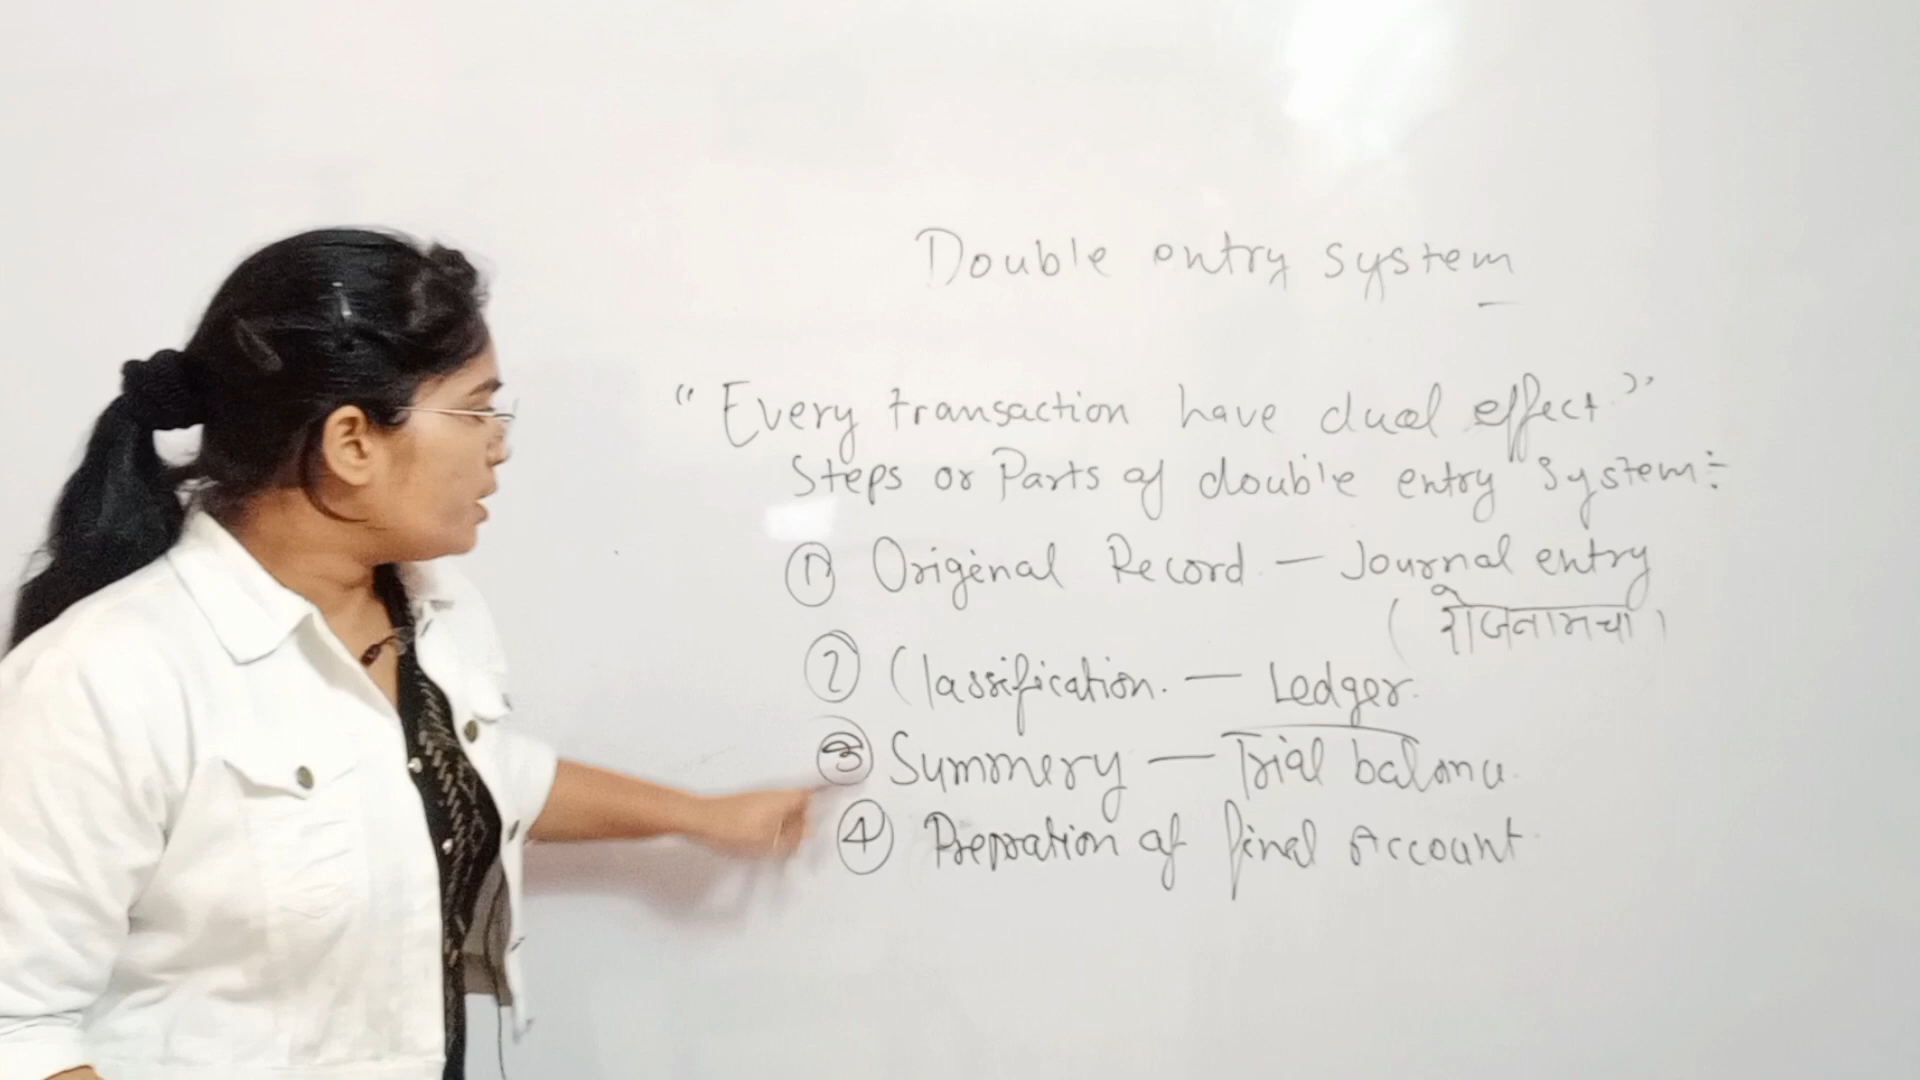 Double entry system
"Every transaction have dual effect"
Steps or Parts of double entry system:
① Original Record - Journal entry
(रोजनामचा)
② Classification. - Ledger.
③ Summery - Trial balance.
④ Prepration of final Account.